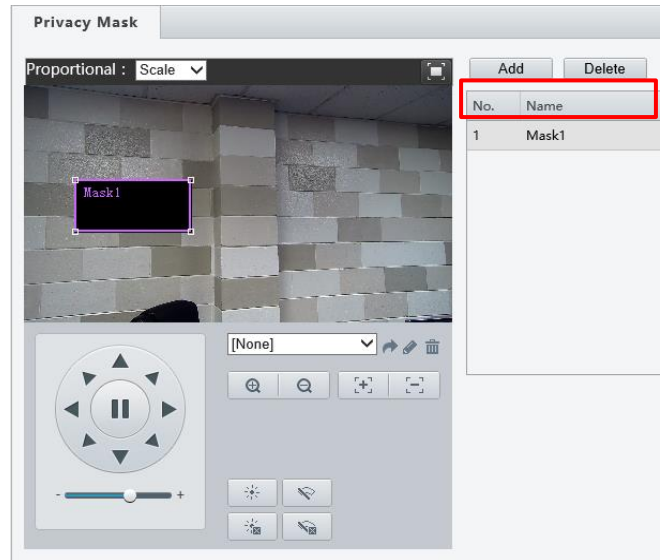 Privacy Mask
Proportional : Scale
Add Delete
No. Name
1 Mask1
Mask1
[None]
- +